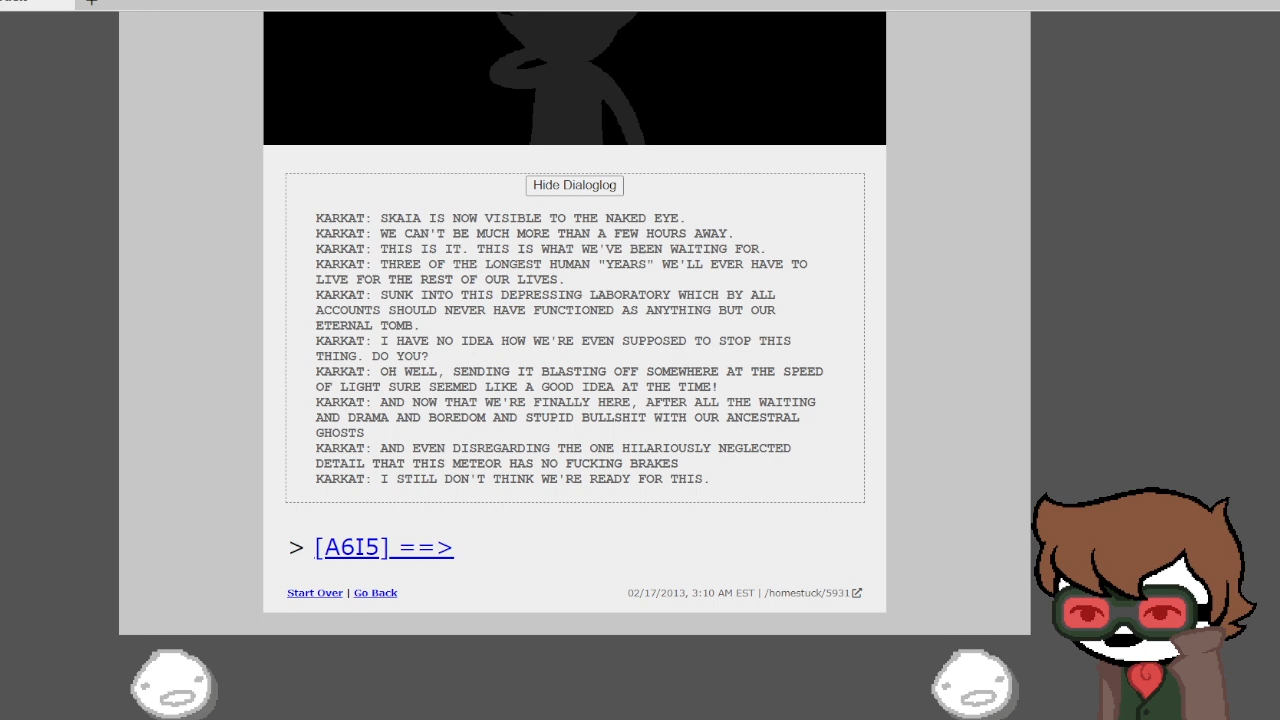 Hide Dialoglog
KARKAT: SKAIA IS NOW VISIBLE TO THE NAKED EYE.
KARKAT: WE CAN'T BE MUCH MORE THAN A FEW HOURS AWAY.
KARKAT: THIS IS IT. THIS IS WHAT WE'VE BEEN WAITING FOR.
KARKAT: THREE OF THE LONGEST HUMAN "YEARS" WE'LL EVER HAVE TO
LIVE FOR THE REST OF OUR LIVES.
KARKAT: SUNK INTO THIS DEPRESSING LABORATORY WHICH BY ALL
ACCOUNTS SHOULD NEVER HAVE FUNCTIONED AS ANYTHING BUT OUR
ETERNAL TOMB.
KARKAT: I HAVE NO IDEA HOW WE'RE EVEN SUPPOSED TO STOP THIS
THING. DO YOU?
KARKAT: OH WELL, SENDING IT BLASTING OFF SOMEWHERE AT THE SPEED
OF LIGHT SURE SEEMED LIKE A GOOD IDEA AT THE TIME!
KARKAT: AND NOW THAT WE'RE FINALLY HERE, AFTER ALL THE WAITING
AND DRAMA AND BOREDOM AND STUPID BULLSHIT WITH OUR ANCESTRAL
GHOSTS
KARKAT: AND EVEN DISREGARDING THE ONE HILARIOUSLY NEGLECTED
DETAIL THAT THIS METEOR HAS NO FUCKING BRAKES
KARKAT: I STILL DON'T THINK WE'RE READY FOR THIS.
> [A6I5] ==>
Start Over | Go Back
02/17/2013, 3:10 AM EST | /homestuck/5931